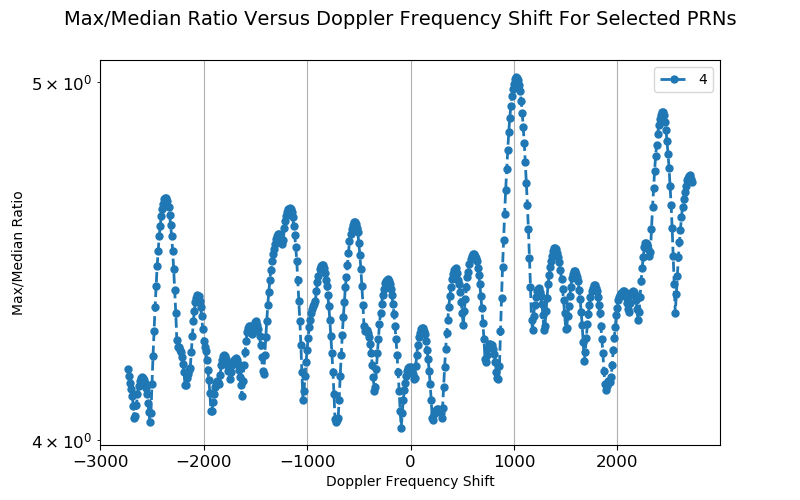 Max/Median Ratio Versus Doppler Frequency Shift For Selected PRNs
5 × 10⁰
4
Max/Median Ratio
4 × 10⁰
−3000 −2000 −1000 0 1000 2000
Doppler Frequency Shift